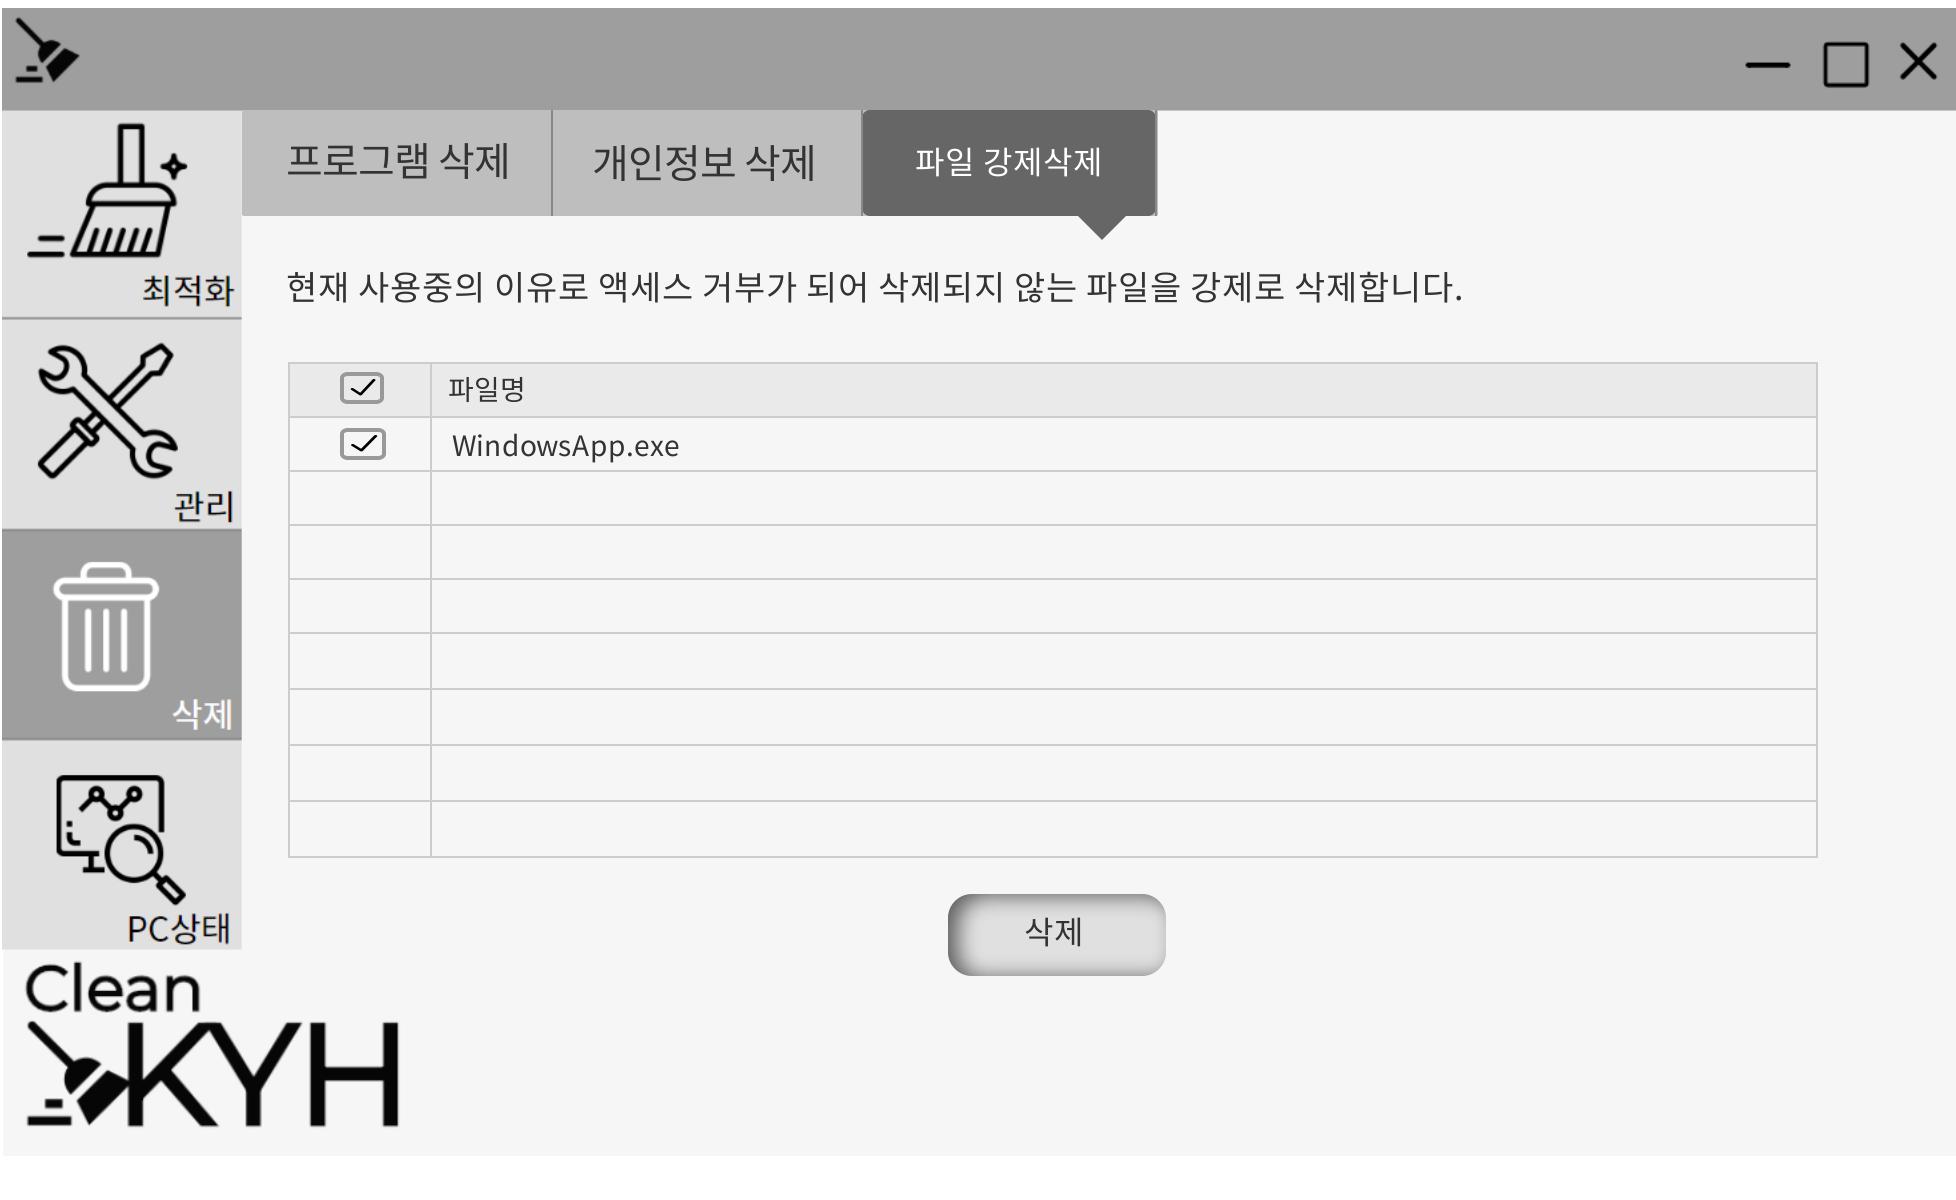 프로그램 삭제
개인정보 삭제
파일 강제삭제
최적화
관리
삭제
PC상태
현재 사용중의 이유로 액세스 거부가 되어 삭제되지 않는 파일을 강제로 삭제합니다.
파일명
WindowsApp.exe
삭제
Clean
KYH